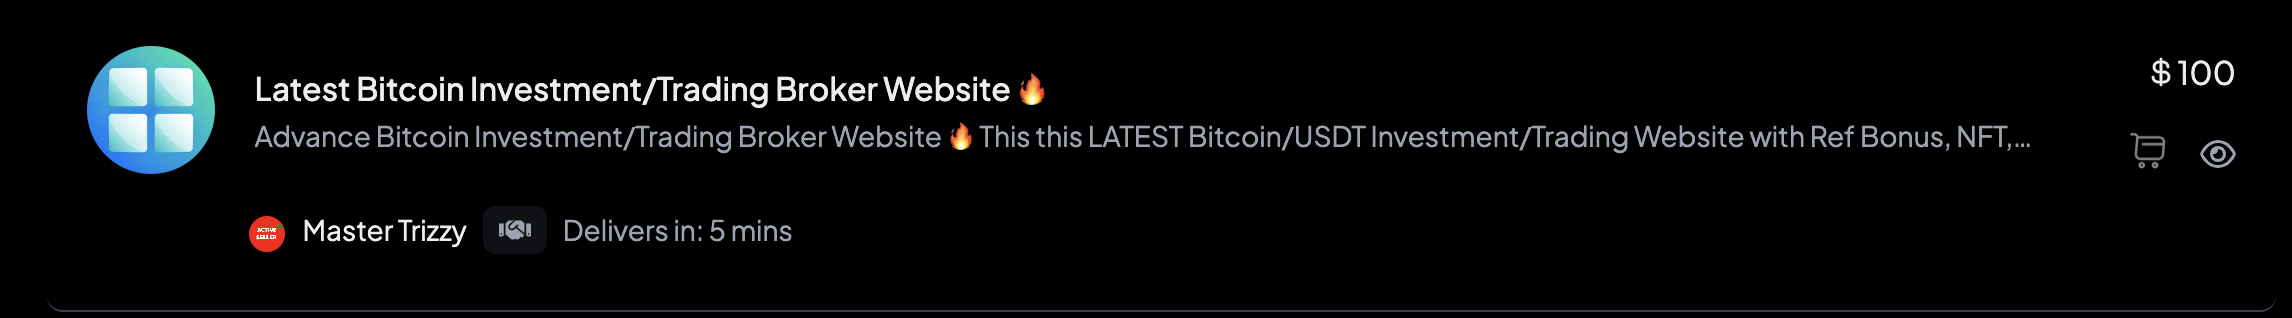 Latest Bitcoin Investment/Trading Broker Website 🔥
$ 100
Advance Bitcoin Investment/Trading Broker Website 🔥 This this LATEST Bitcoin/USDT Investment/Trading Website with Ref Bonus, NFT,...
ACTIVE
SELLER
Master Trizzy
Delivers in: 5 mins